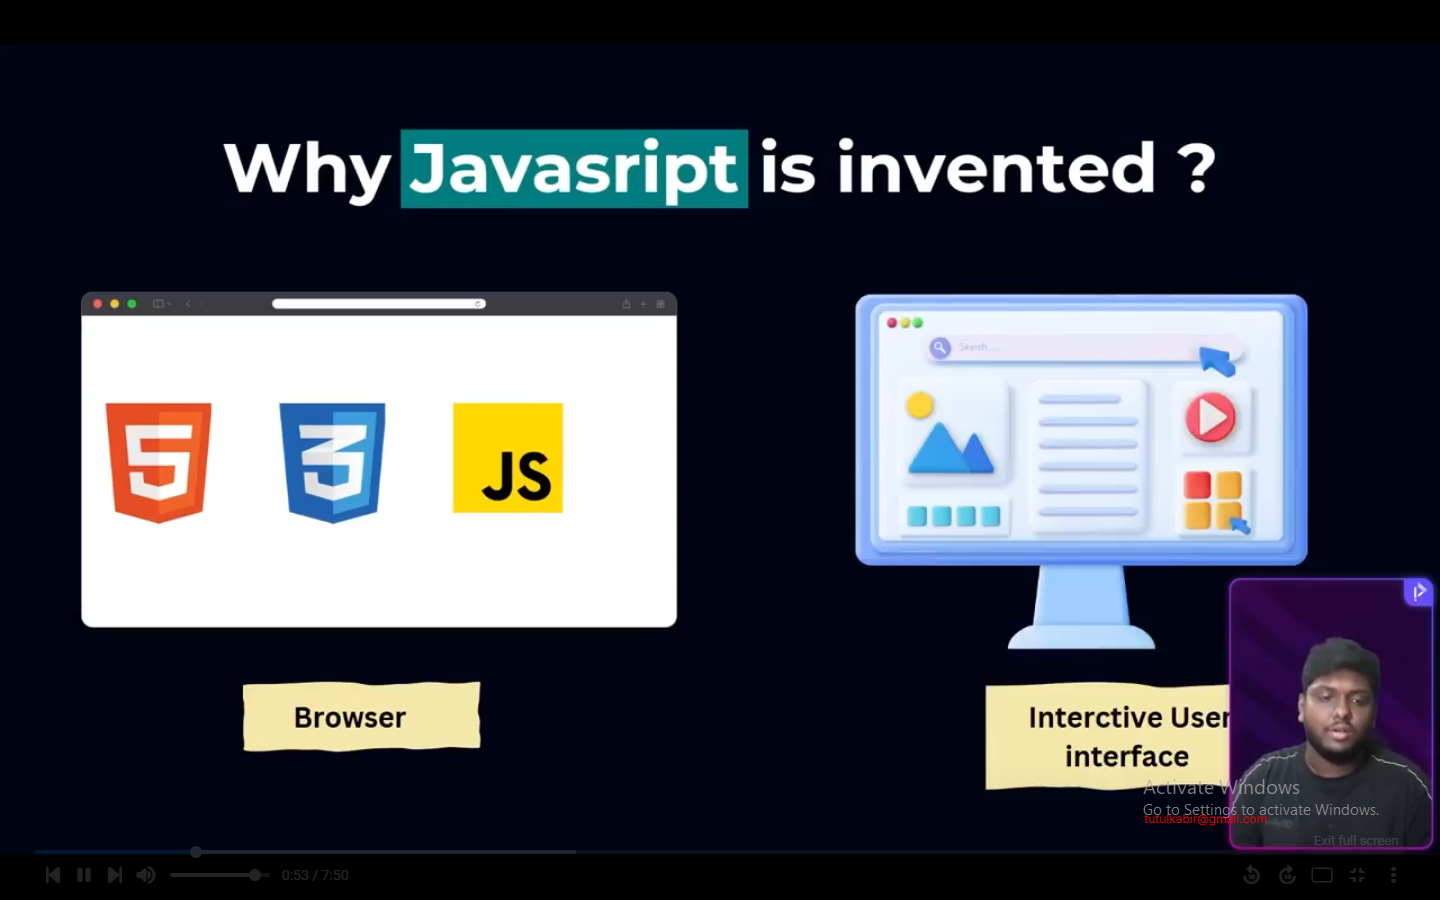 Why Javasript is invented ?
Search ...
5
3
JS
Browser
Interctive User
interface
Activate Windows
Go to Settings to activate Windows.
tutulkabir@gmail.com
Exit full screen
0:53 / 7:50